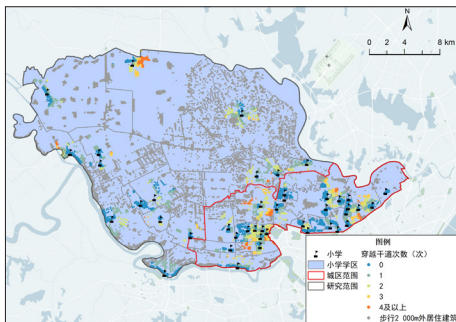 N
0 2 4 8 km
图例
小学 穿越干道次数（次）
小学学区 0
城区范围 1
研究范围 2
3
4及以上
步行2 000m外居住建筑